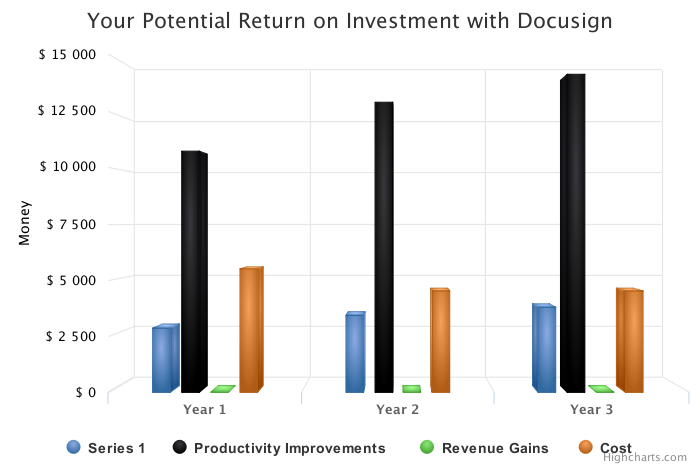 Your Potential Return on Investment with Docusign
$ 15 000
$ 12 500
$ 10 000
$ 7 500
$ 5 000
$ 2 500
$ 0
Money
Year 1 Year 2 Year 3
Series 1 Productivity Improvements Revenue Gains Cost
Highcharts.com